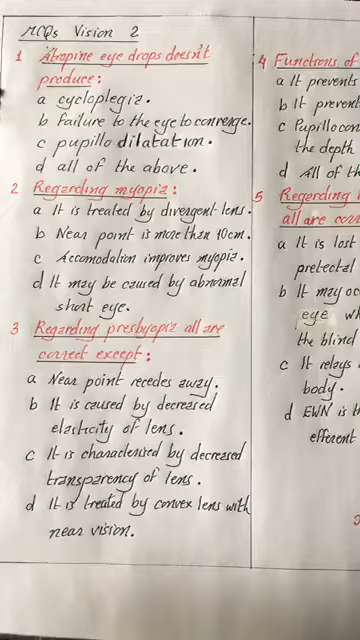 MCQs Vision 2
1 Atropine eye drops doesn't
produce:
a cycloplegia.
b failure to the eye to converge.
c pupillo dilatation.
d all of the above.
2 Regarding myopia:
a It is treated by divergent lens.
b Near point is more than 10cm.
c Accomodation improves myopia.
d It may be caused by abnormal
short eye.
3 Regarding presbyopia all are
correct except:
a Near point recedes away.
b It is caused by decreased
elasticity of lens.
c It is characterised by decreased
transparency of lens.
d It is treated by convex lens with
near vision.
4 Functions of
a It prevents
b It prevent
c Pupillo con
the depth
d All of th
5 Regarding
all are corr
a It is lost
pretectal
b It may oc
eye wh
the blind
c It relays
body.
d EWN is th
efferent